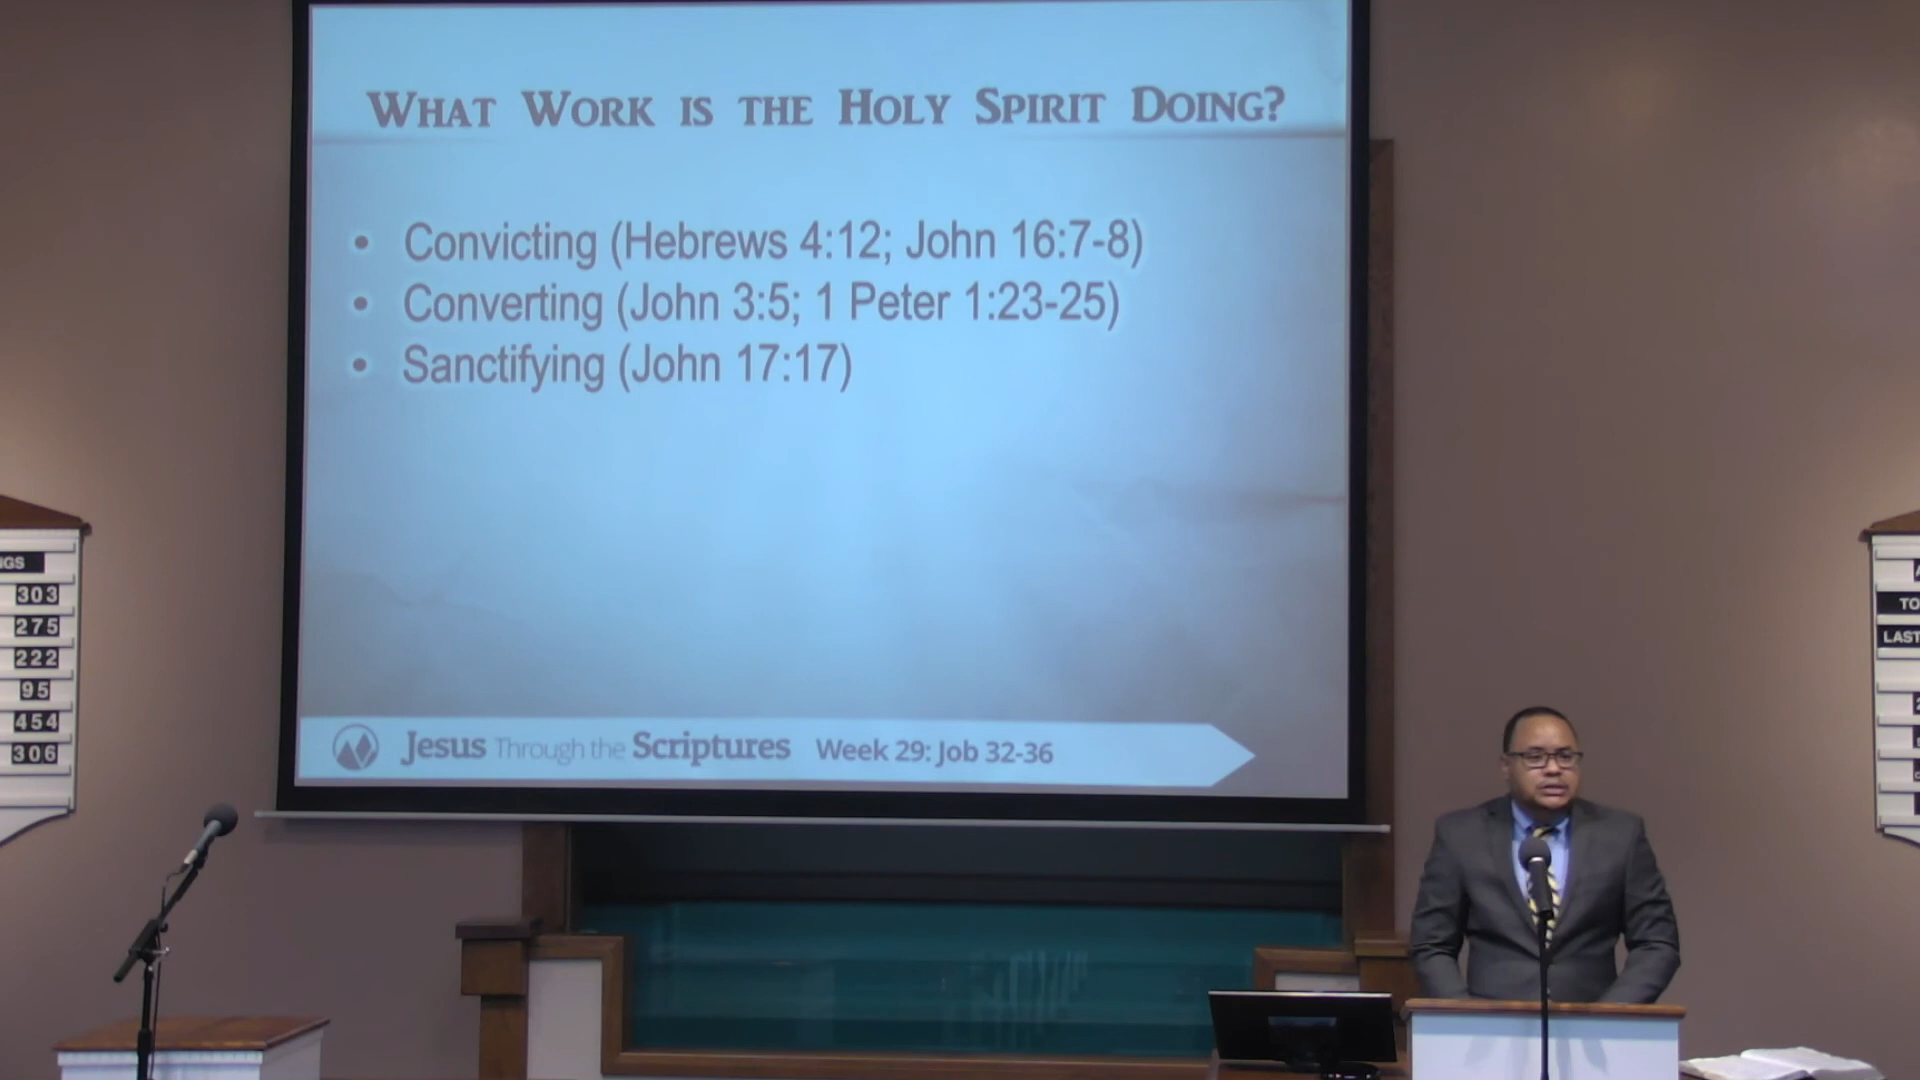 WHAT WORK IS THE HOLY SPIRIT DOING?
• Convicting (Hebrews 4:12; John 16:7-8)
• Converting (John 3:5; 1 Peter 1:23-25)
• Sanctifying (John 17:17)
Jesus Through the Scriptures Week 29: Job 32-36
GS
303
275
222
95
454
306
TO
LAST